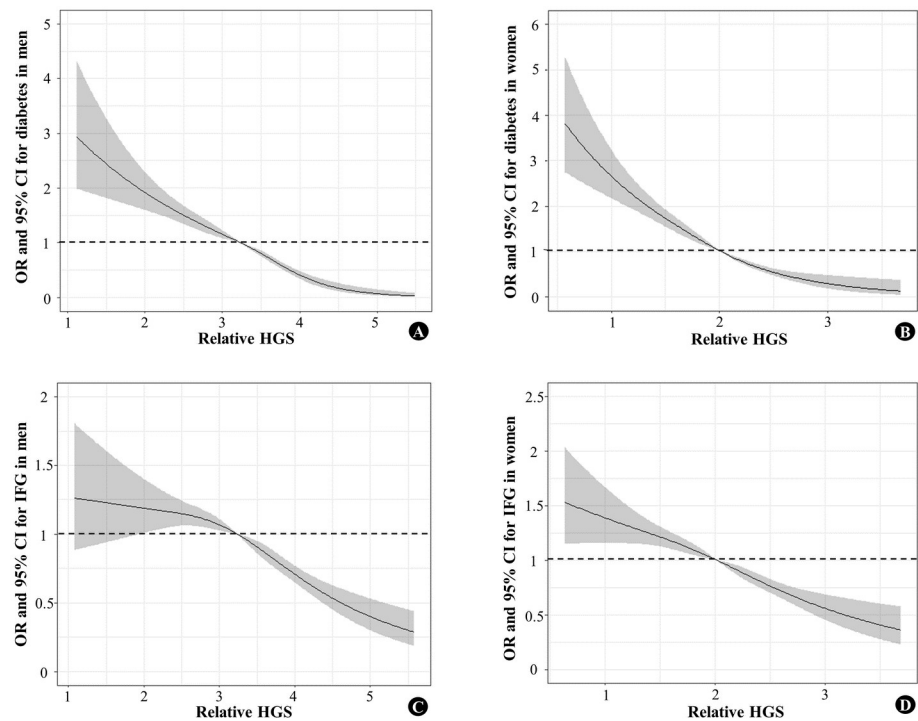 OR and 95% CI for diabetes in men
5
4
3
2
1
0
1 2 3 4 5
Relative HGS
A
OR and 95% CI for diabetes in women
6
5
4
3
2
1
0
1 2 3
Relative HGS
B
OR and 95% CI for IFG in men
2
1.5
1
0.5
0
1 2 3 4 5
Relative HGS
C
OR and 95% CI for IFG in women
2.5
2
1.5
1
0.5
0
1 2 3
Relative HGS
D